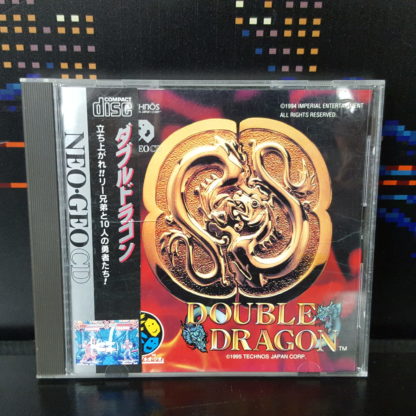 COMPACT
disc
NEO·GEO CD
ダブルドラゴン
立ち上がれ!!リー兄弟と10人の勇者たち!
©1994 IMPERIAL ENTERTAINMENT
ALL RIGHTS RESERVED.
DOUBLE
DRAGON™
©1995 TECHNOS JAPAN CORP.